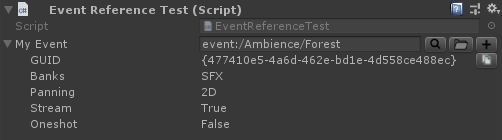 Event Reference Test (Script)
Script EventReferenceTest
My Event event:/Ambience/Forest
GUID {477410e5-4a6d-462e-bd1e-4d558ce488ec}
Banks SFX
Panning 2D
Stream True
Oneshot False